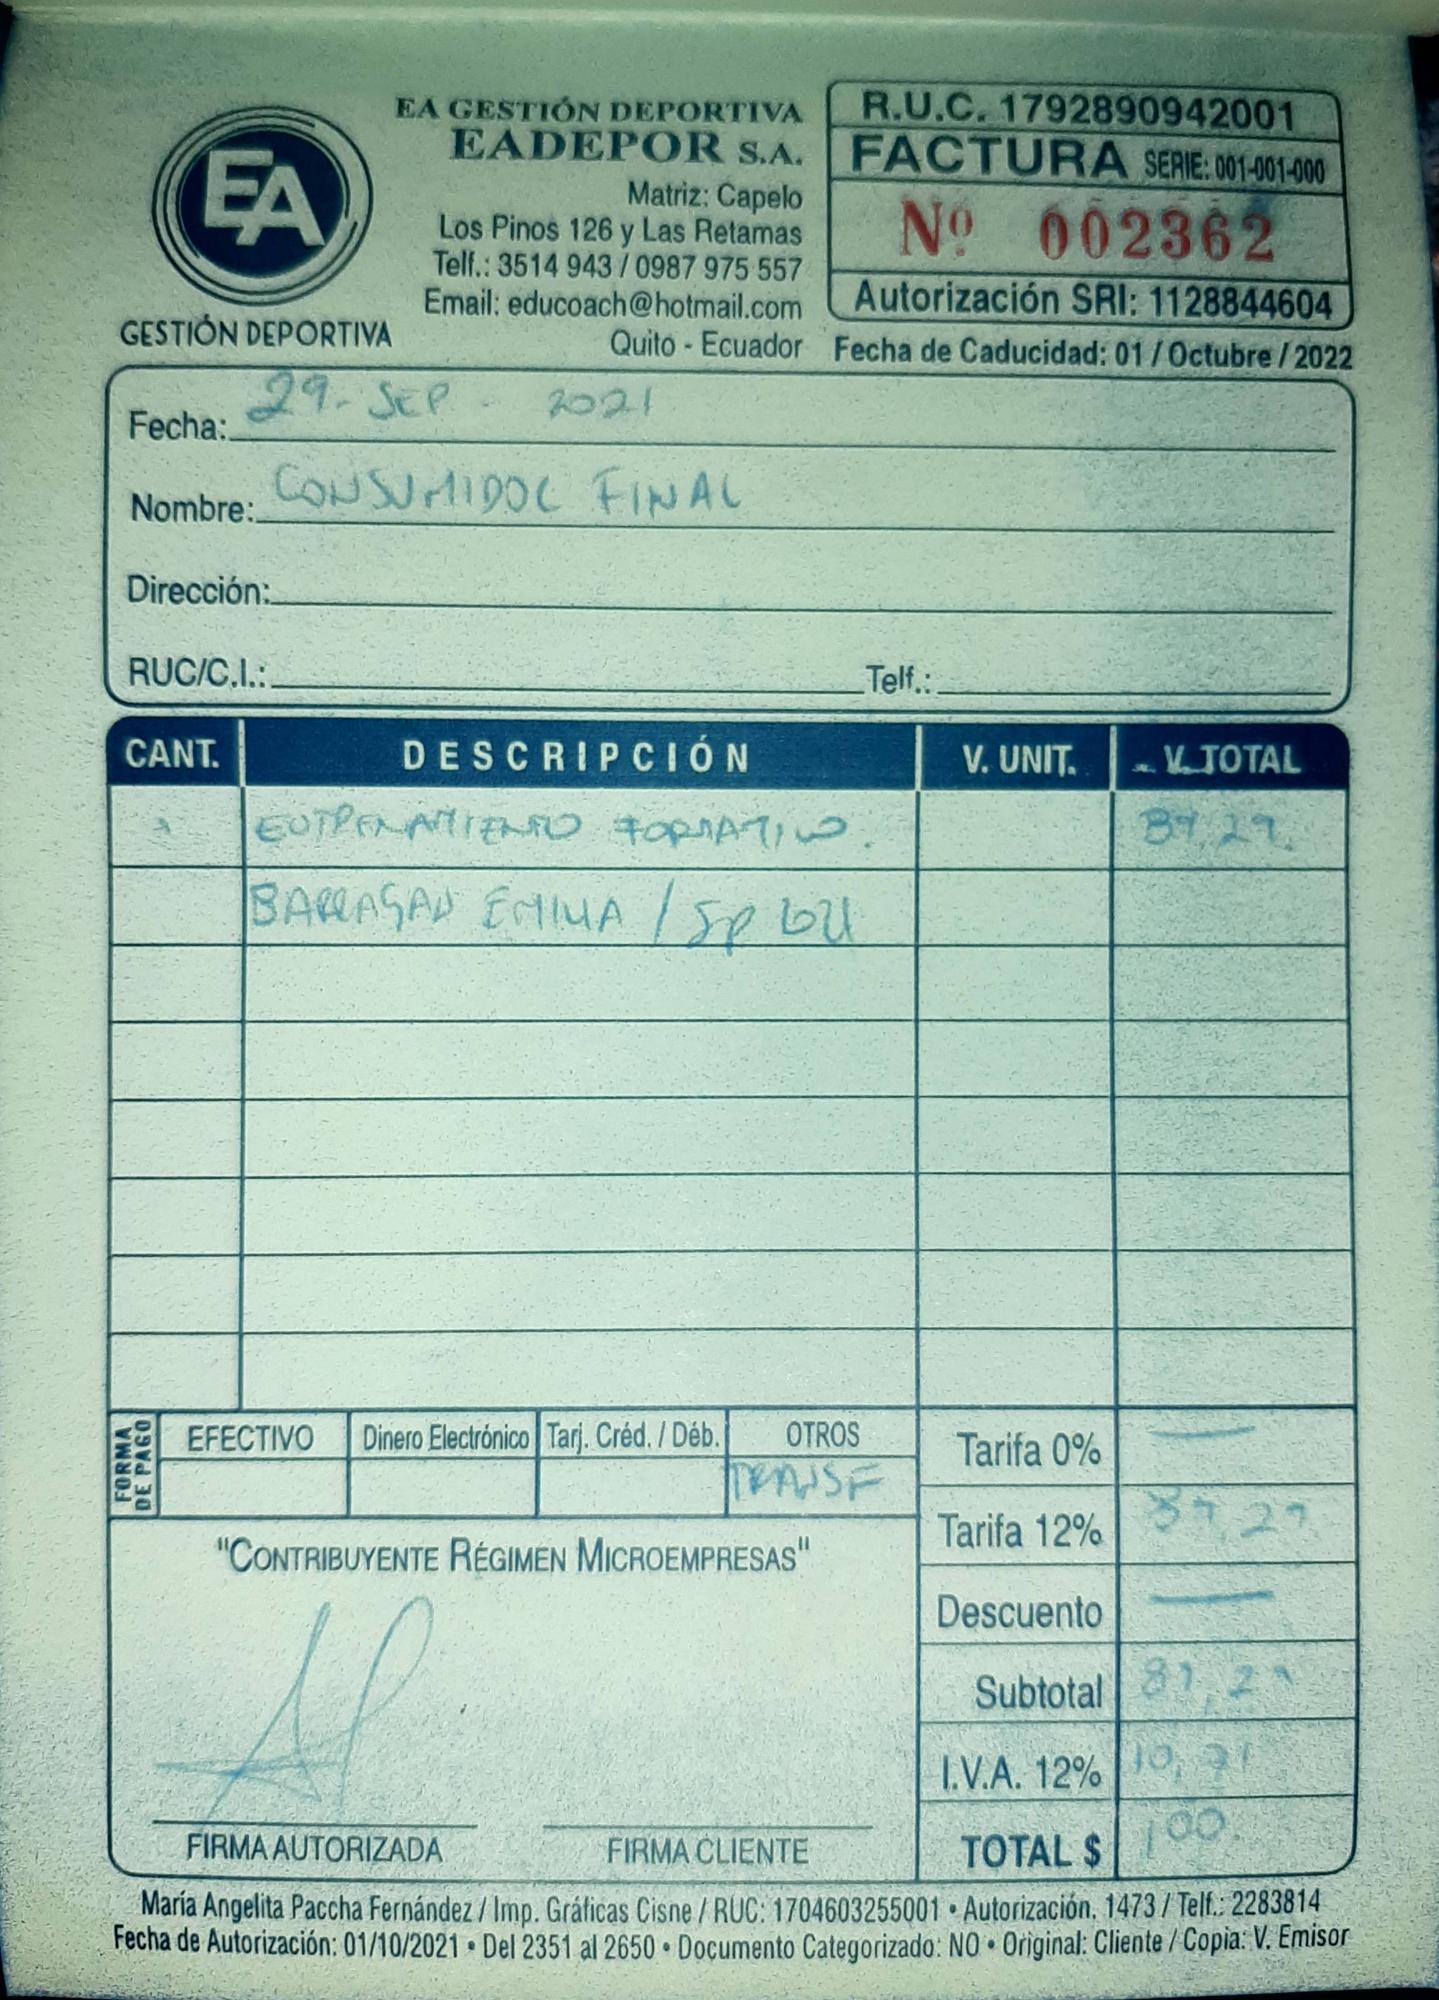 EA
GESTIÓN DEPORTIVA
EA GESTIÓN DEPORTIVA
EADEPOR S.A.
Matriz: Capelo
Los Pinos 126 y Las Retamas
Telf.: 3514 943 / 0987 975 557
Email: educoach@hotmail.com
Quito - Ecuador
R.U.C. 1792890942001
FACTURA SERIE: 001-001-000
Nº 002362
Autorización SRI: 1128844604
Fecha de Caducidad: 01 / Octubre / 2022
Fecha: 29 - SEP - 2021
Nombre: CONSUMIDOR FINAL
Dirección:
RUC/C.I.: Telf.:
CANT. DESCRIPCIÓN V. UNIT. V. TOTAL
ENTRENAMIENTO FORMATIVO. 89,29.
BARRAGAN EMILIA / SP
FORMA DE PAGO
EFECTIVO Dinero Electrónico Tarj. Créd. / Déb. OTROS
TRANSF
Tarifa 0% —
Tarifa 12% 89,29
Descuento —
Subtotal 89,29
I.V.A. 12% 10,71
TOTAL $ 100.
"CONTRIBUYENTE RÉGIMEN MICROEMPRESAS"
FIRMA AUTORIZADA FIRMA CLIENTE
María Angelita Paccha Fernández / Imp. Gráficas Cisne / RUC: 1704603255001 • Autorización. 1473 / Telf.: 2283814
Fecha de Autorización: 01/10/2021 • Del 2351 al 2650 • Documento Categorizado: NO • Original: Cliente / Copia: V. Emisor